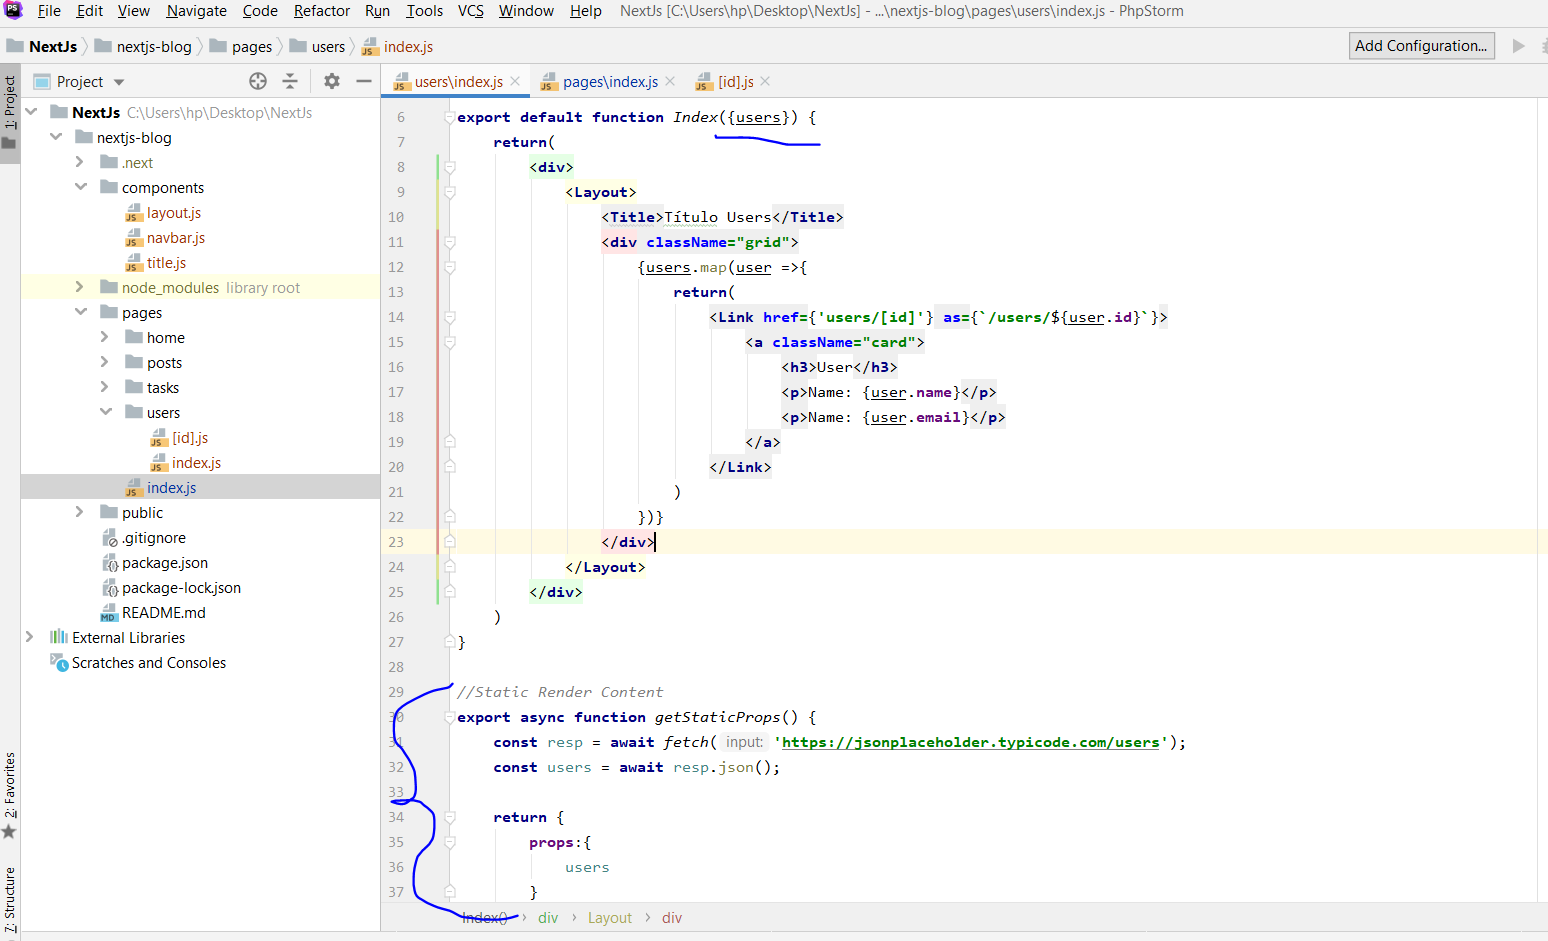 PS File Edit View Navigate Code Refactor Run Tools VCS Window Help NextJs [C:\Users\hp\Desktop\NextJs] - ...\nextjs-blog\pages\users\index.js - PhpStorm
NextJs nextjs-blog pages users index.js Add Configuration...
1: Project
2: Favorites
7: Structure
Project
NextJs C:\Users\hp\Desktop\NextJs
nextjs-blog
.next
components
layout.js
navbar.js
title.js
node_modules library root
pages
home
posts
tasks
users
[id].js
index.js
index.js
public
.gitignore
package.json
package-lock.json
README.md
External Libraries
Scratches and Consoles
users\index.js pages\index.js [id].js
6 export default function Index({users}) {
7 return(
8 <div>
9 <Layout>
10 <Title>Título Users</Title>
11 <div className="grid">
12 {users.map(user =>{
13 return(
14 <Link href={'users/[id]'} as={`/users/${user.id}`}>
15 <a className="card">
16 <h3>User</h3>
17 <p>Name: {user.name}</p>
18 <p>Name: {user.email}</p>
19 </a>
20 </Link>
21 )
22 })}
23 </div>
24 </Layout>
25 </div>
26 )
27 }
28
29 //Static Render Content
30 export async function getStaticProps() {
31 const resp = await fetch( input: 'https://jsonplaceholder.typicode.com/users');
32 const users = await resp.json();
33
34 return {
35 props:{
36 users
37 }
Index() › div › Layout › div